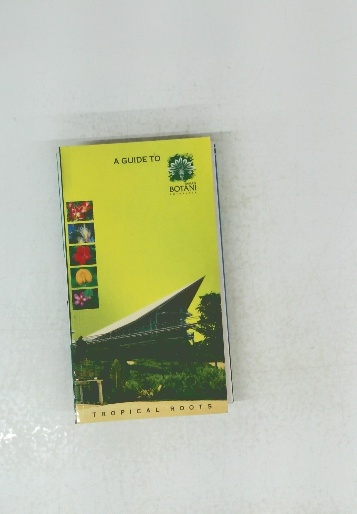 A GUIDE TO
BOTANI
TROPICAL ROOTS